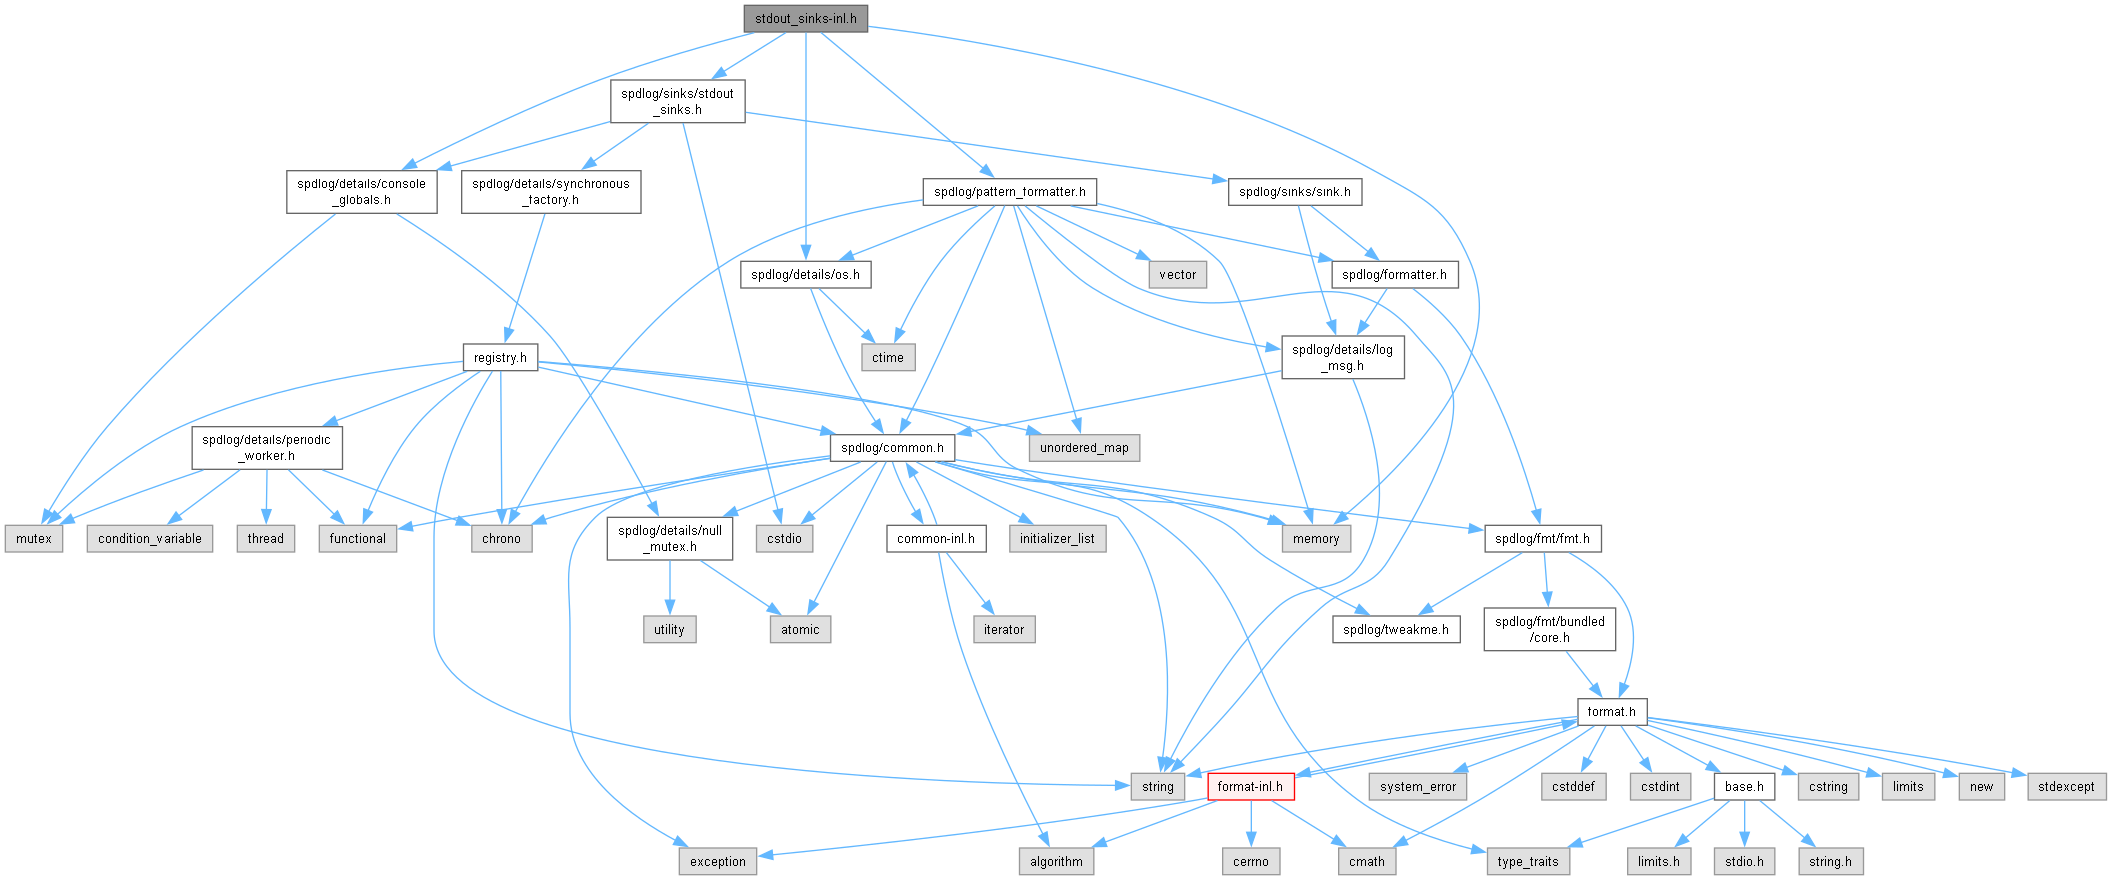 stdout_sinks-inl.h
spdlog/sinks/stdout
_sinks.h
spdlog/details/console
_globals.h
spdlog/details/synchronous
_factory.h
spdlog/pattern_formatter.h
spdlog/sinks/sink.h
spdlog/details/os.h
vector
spdlog/formatter.h
registry.h
ctime
spdlog/details/log
_msg.h
spdlog/details/periodic
_worker.h
spdlog/common.h
unordered_map
mutex
condition_variable
thread
functional
chrono
spdlog/details/null
_mutex.h
cstdio
common-inl.h
initializer_list
memory
spdlog/fmt/fmt.h
utility
atomic
iterator
spdlog/tweakme.h
spdlog/fmt/bundled
/core.h
format.h
string
format-inl.h
system_error
cstddef
cstdint
base.h
cstring
limits
new
stdexcept
exception
algorithm
cerrno
cmath
type_traits
limits.h
stdio.h
string.h